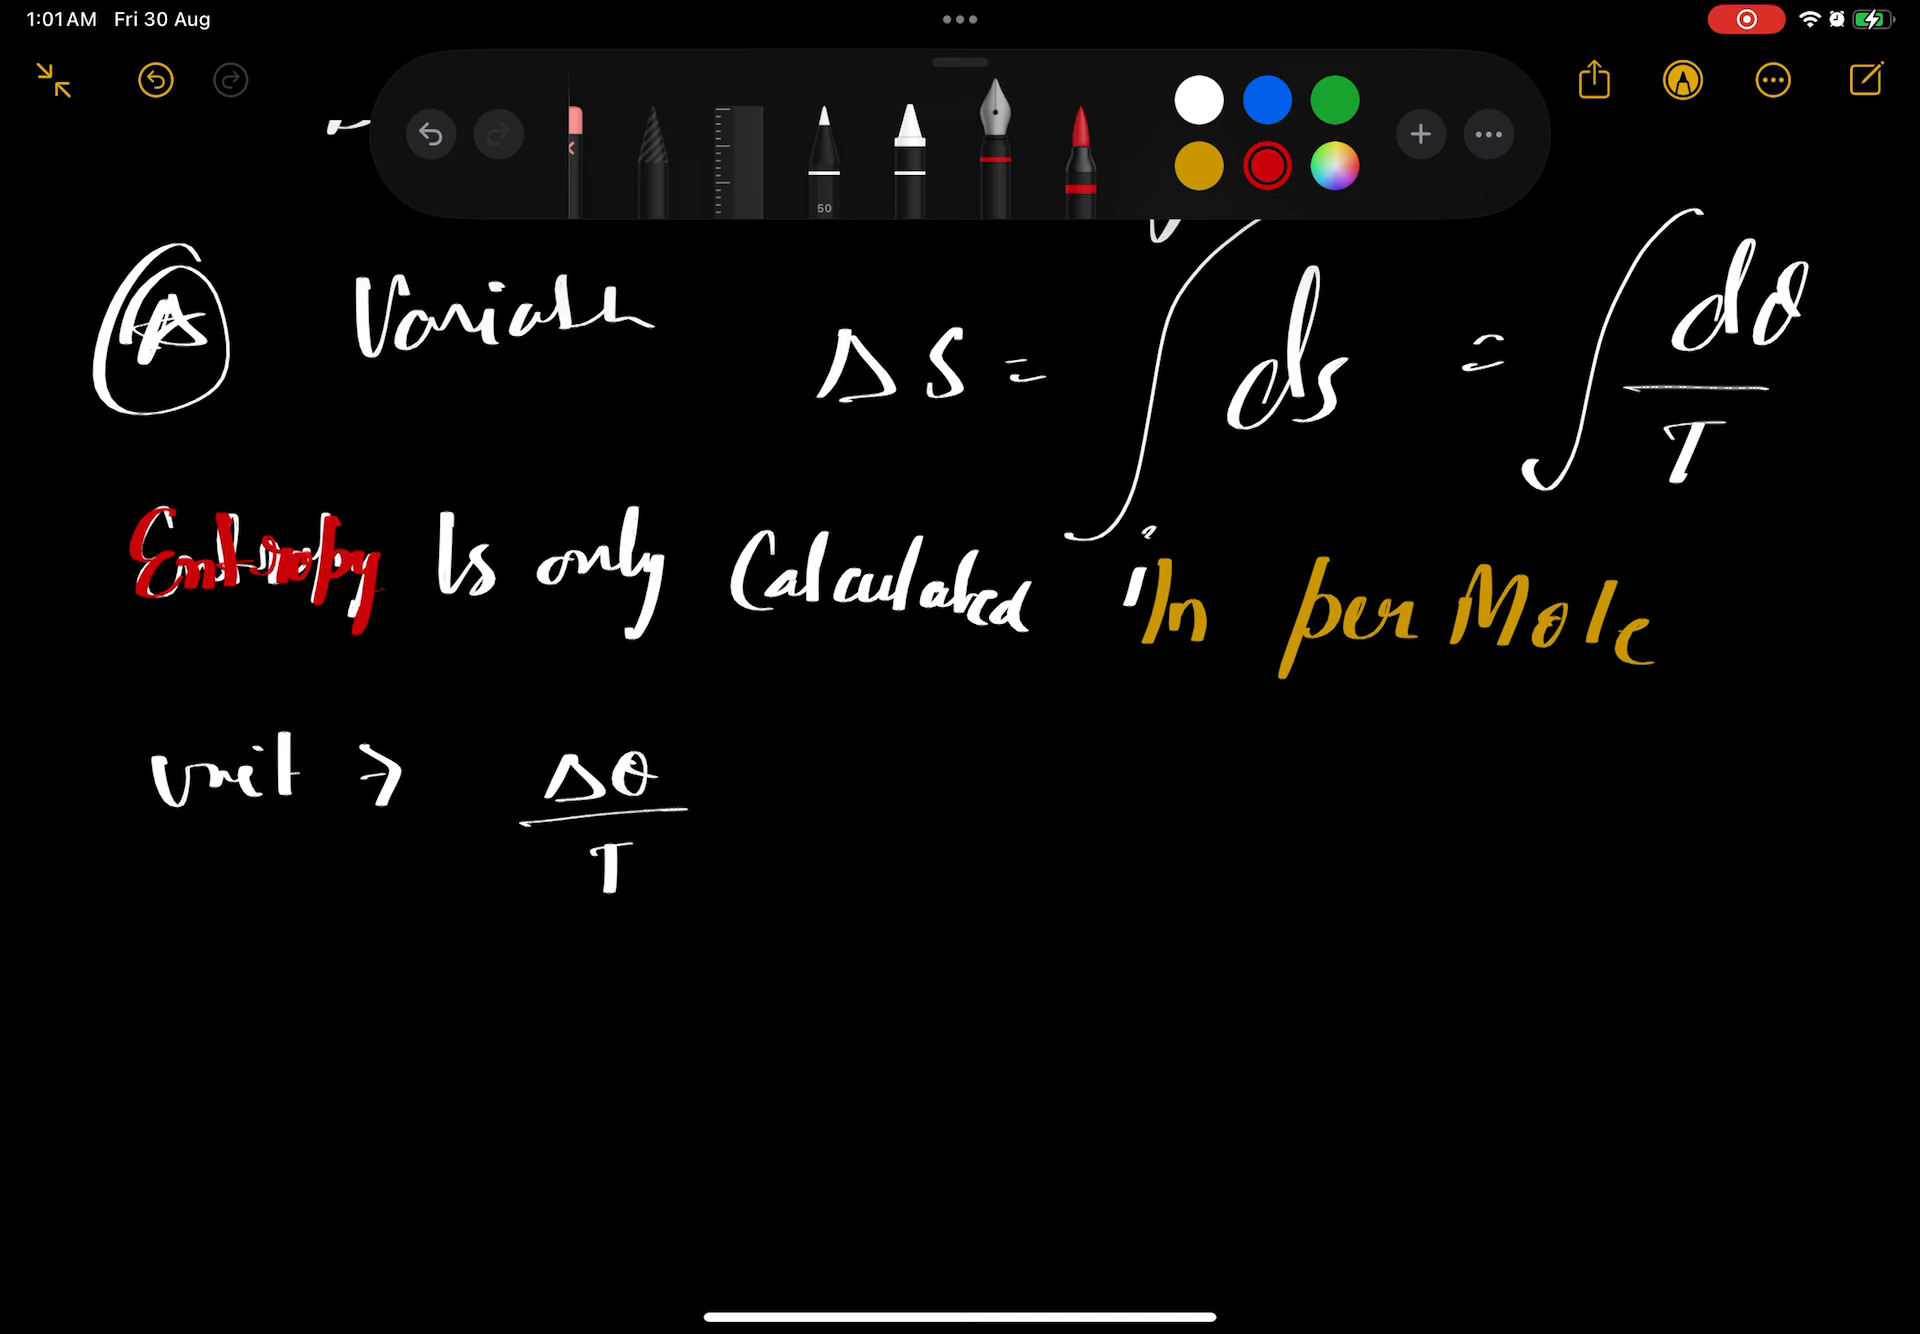 1:01 AM Fri 30 Aug
50
A Variable ΔS = ∫ ds = ∫ dQ
T
Entropy Is only Calculated In per Mole
unit > ΔQ
T